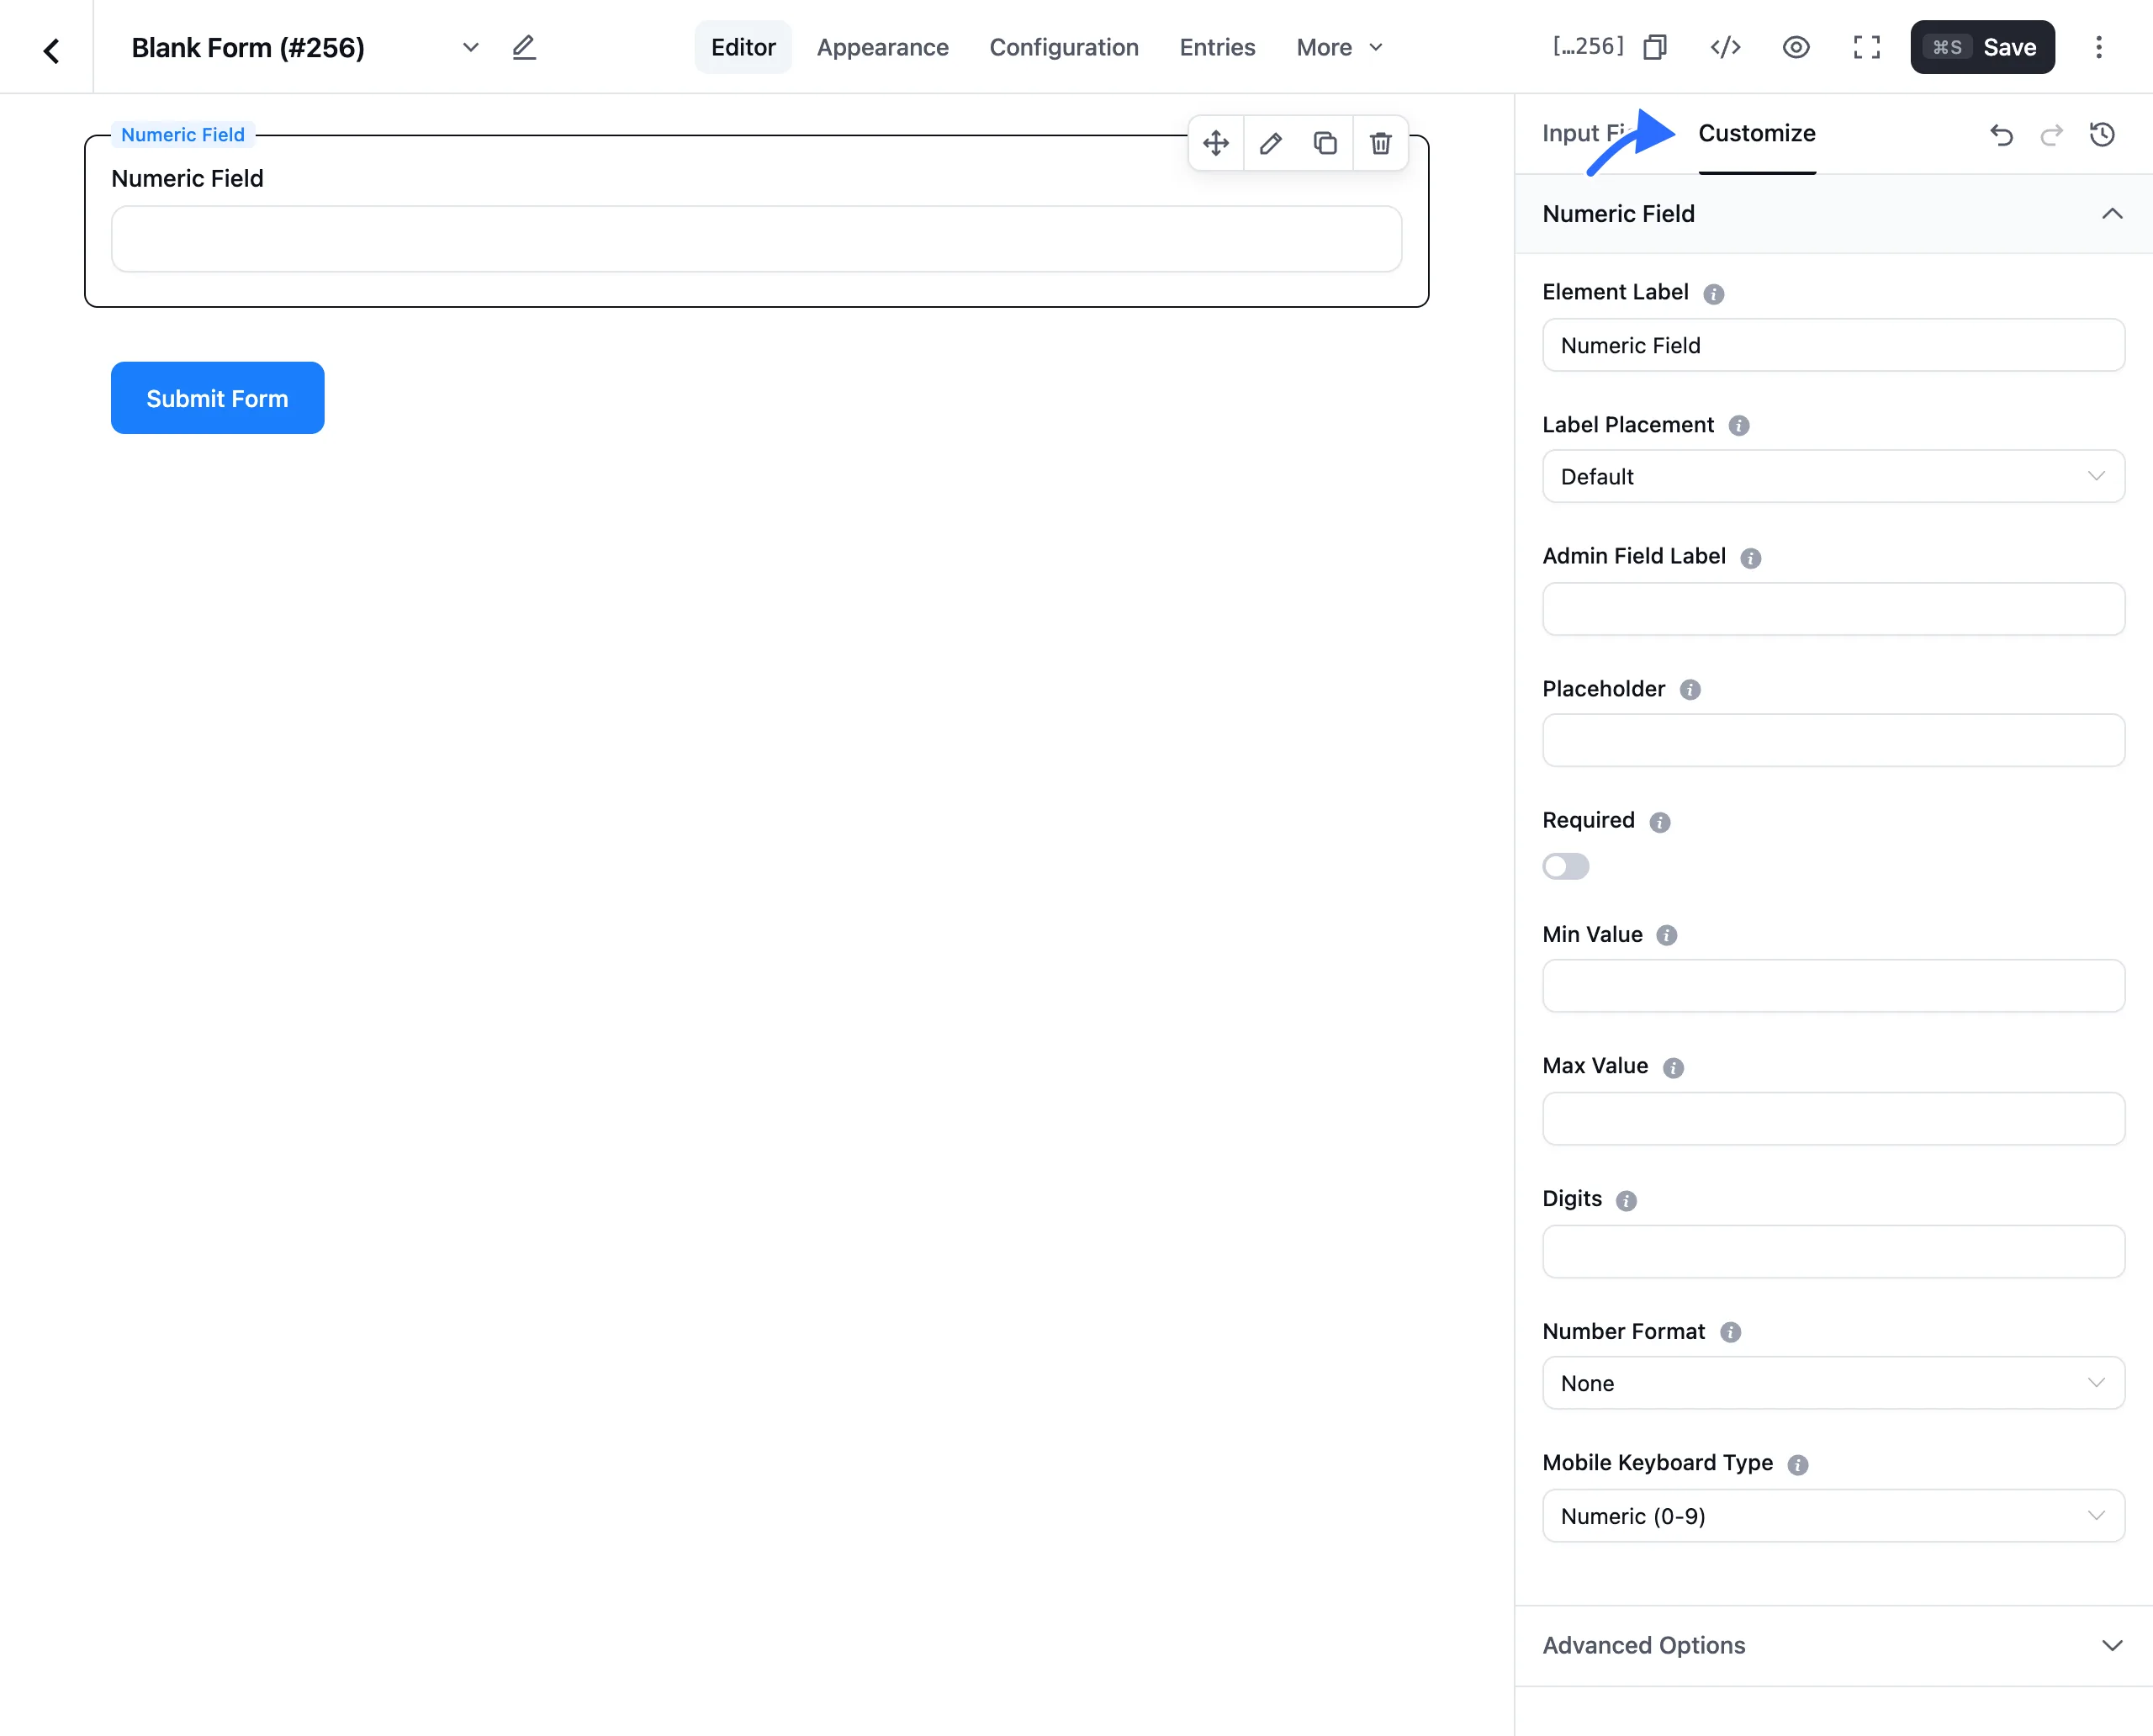 Blank Form (#256)
Editor
Appearance
Configuration
Entries
More
[...256]
⌘S Save
Numeric Field
Numeric Field
Submit Form
Input
Customize
Numeric Field
Element Label
Numeric Field
Label Placement
Default
Admin Field Label
Placeholder
Required
Min Value
Max Value
Digits
Number Format
None
Mobile Keyboard Type
Numeric (0-9)
Advanced Options